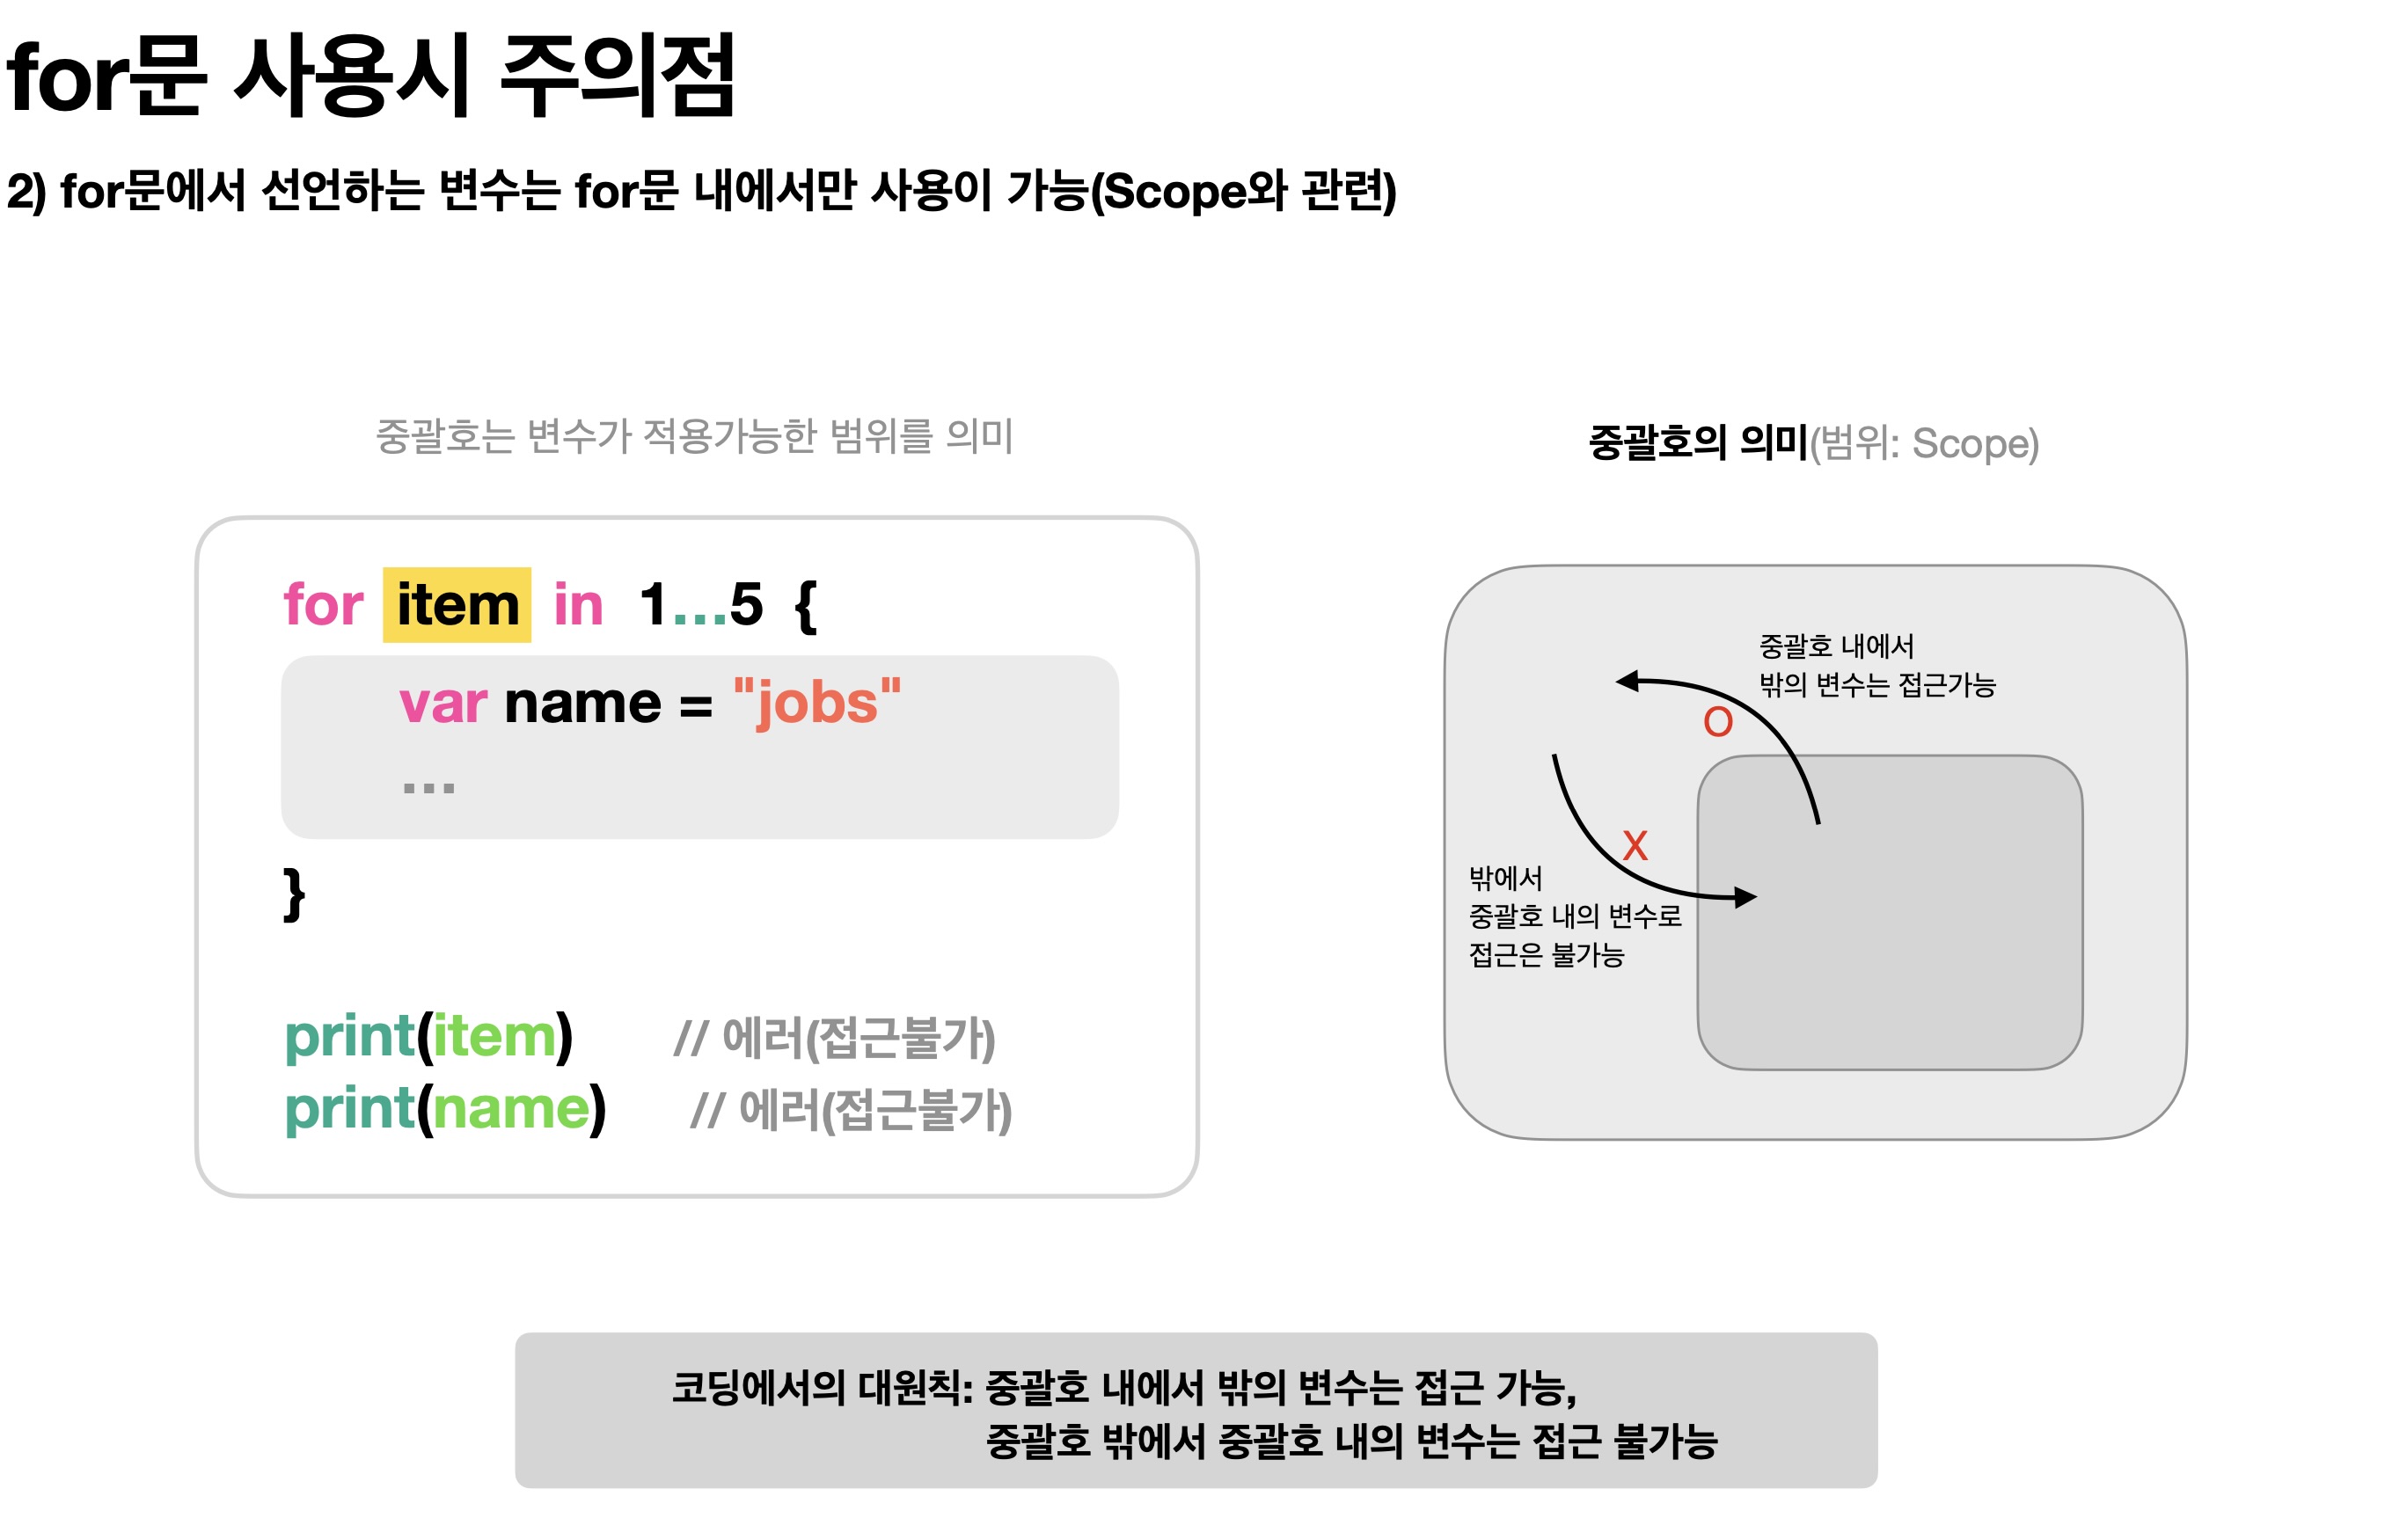 for문 사용시 주의점
2) for문에서 선언하는 변수는 for문 내에서만 사용이 가능(Scope와 관련)
중괄호는 변수가 적용가능한 범위를 의미
for item in 1...5 {
var name = "jobs"
...
}
print(item) // 에러(접근불가)
print(name) // 에러(접근불가)
중괄호의 의미(범위: Scope)
중괄호 내에서
밖의 변수는 접근가능
O
X
밖에서
중괄호 내의 변수로
접근은 불가능
코딩에서의 대원칙: 중괄호 내에서 밖의 변수는 접근 가능,
중괄호 밖에서 중괄호 내의 변수는 접근 불가능